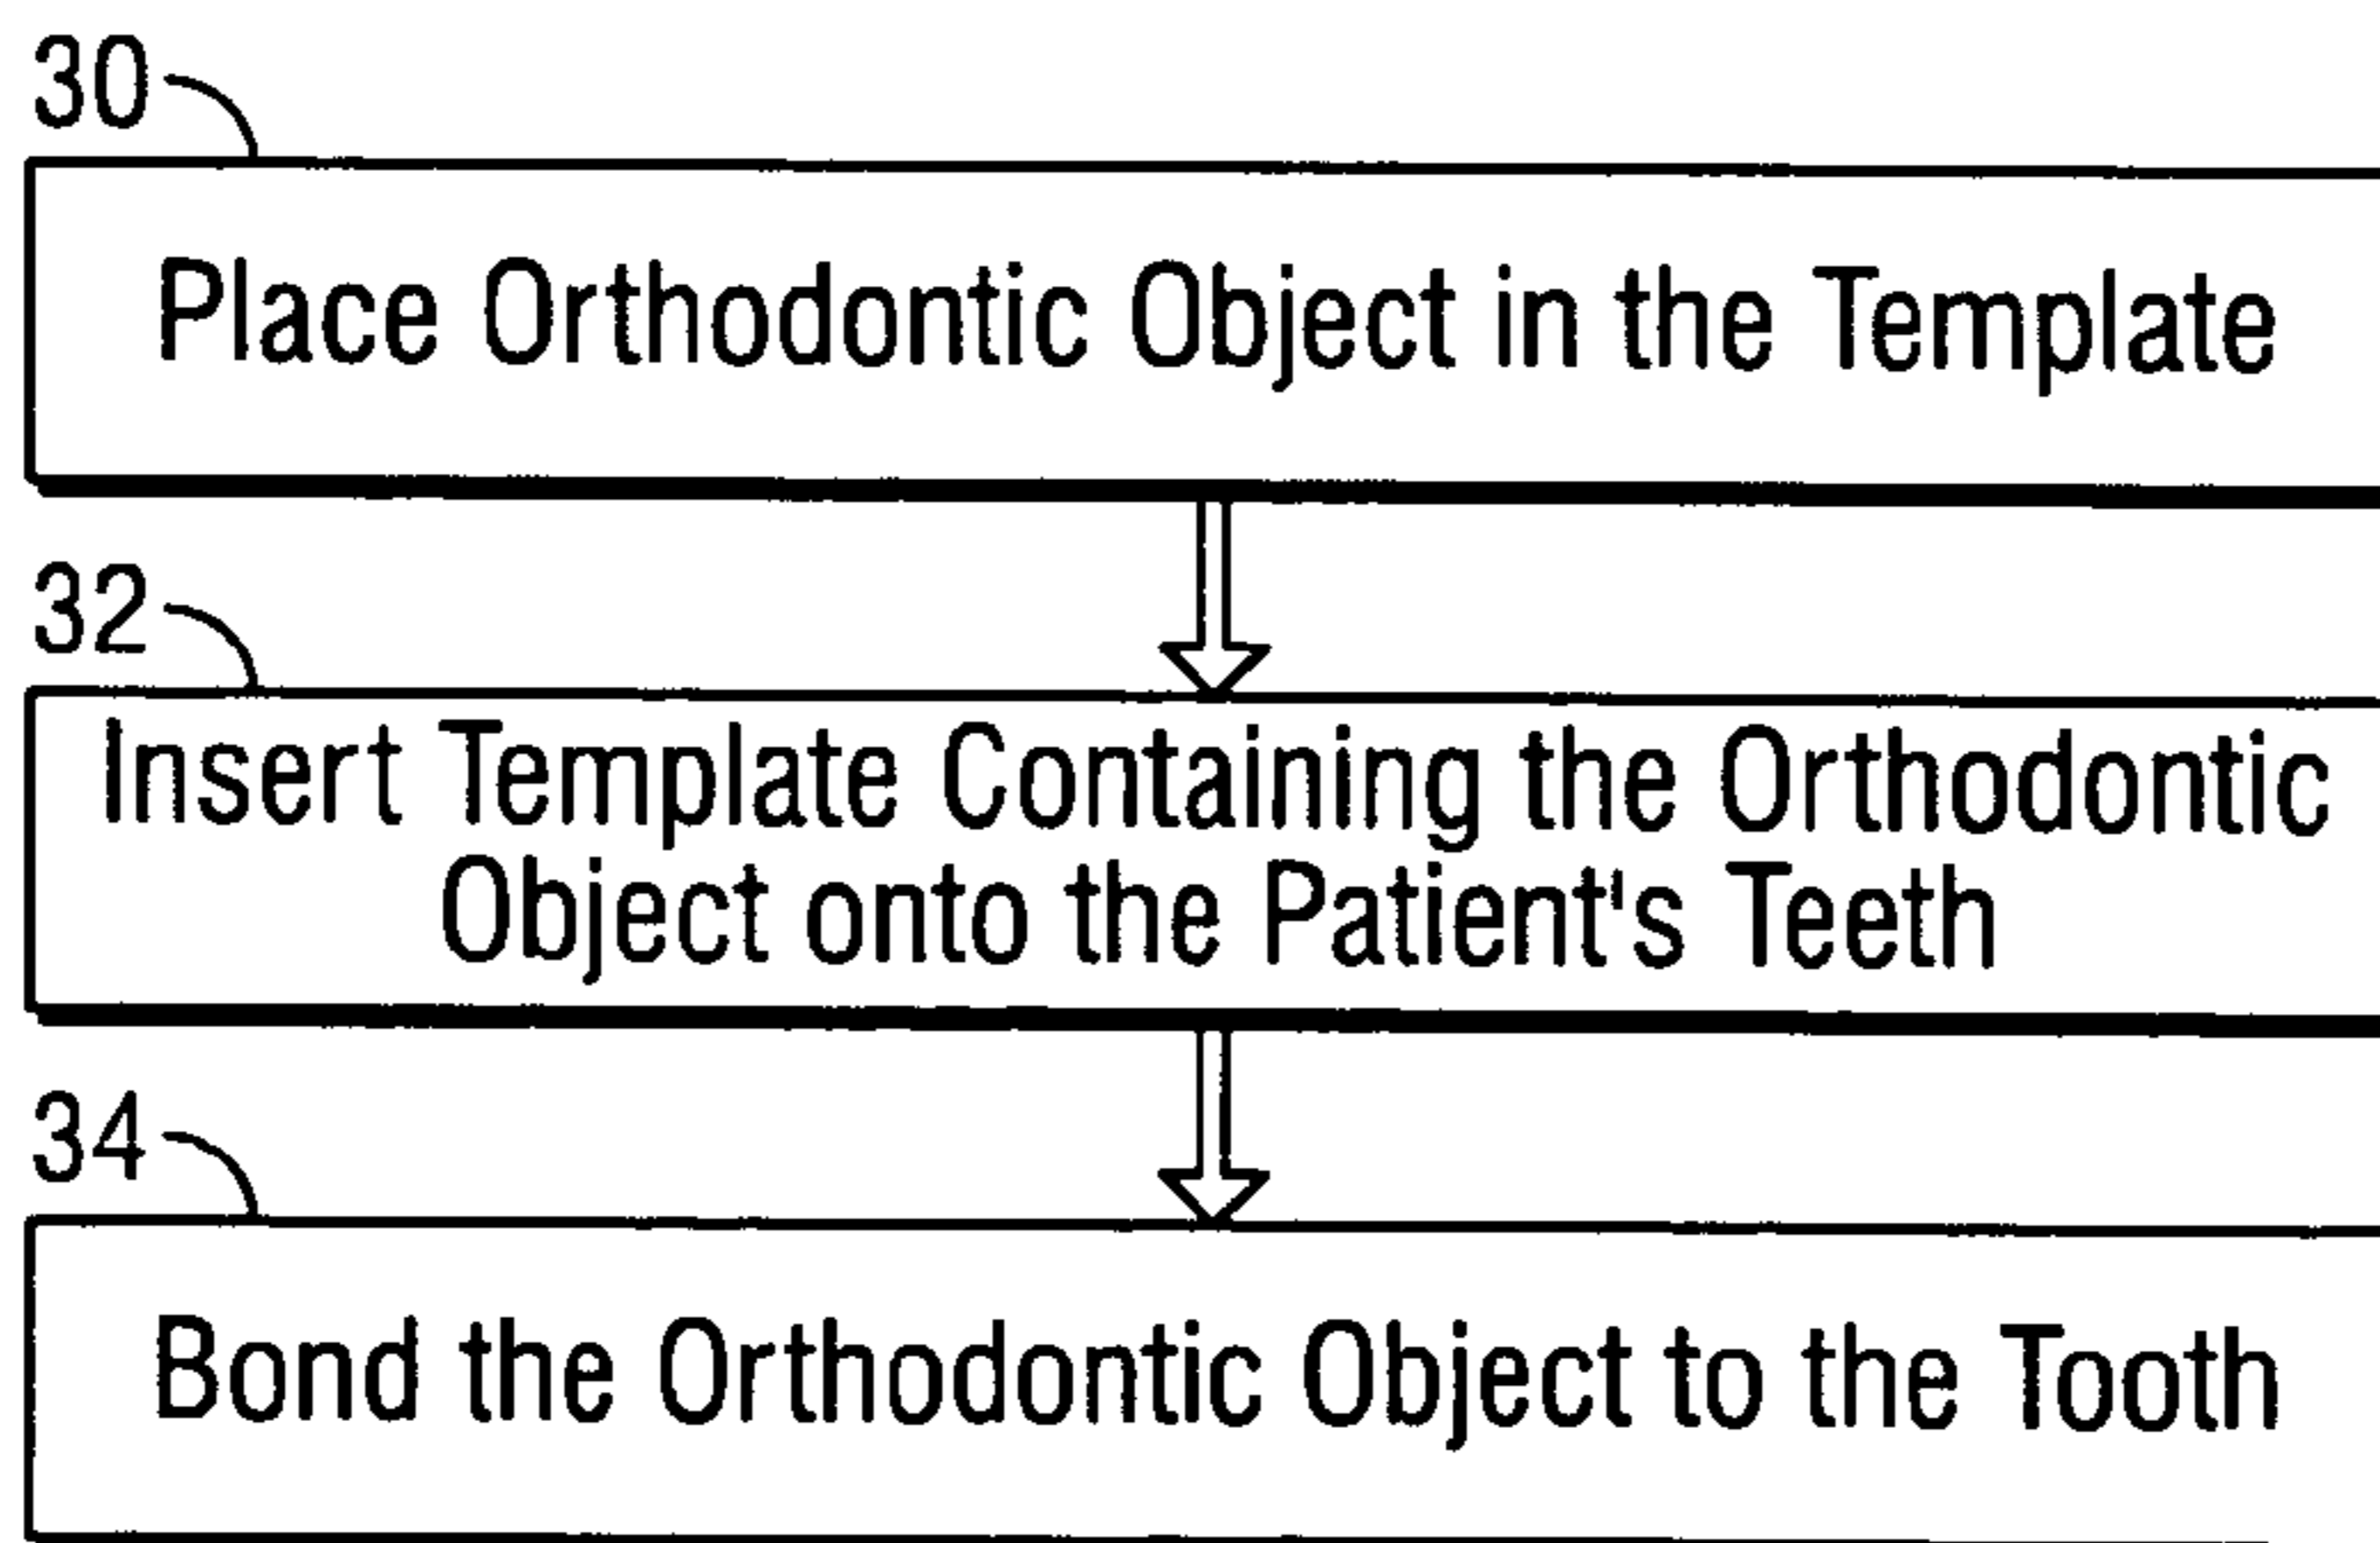 30
Place Orthodontic Object in the Template
32
Insert Template Containing the Orthodontic
Object onto the Patient's Teeth
34
Bond the Orthodontic Object to the Tooth